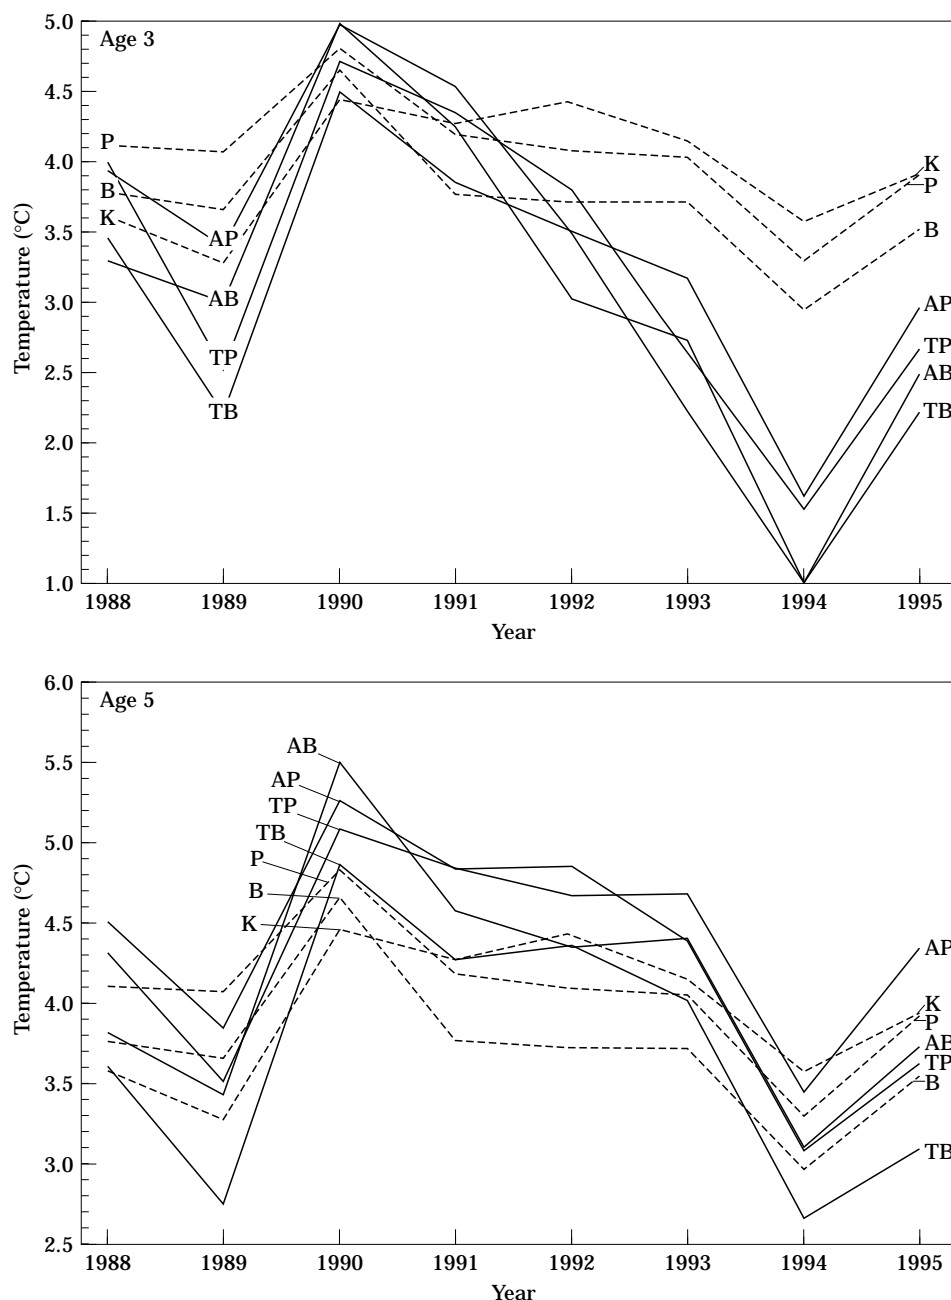 5.0
Age 3
4.5
P
4.0
K
P
B
K
3.5
AP
B
AB
3.0
AP
TP
TP
2.5
AB
TB
TB
2.0
1.5
1.0
Temperature (°C)
1988 1989 1990 1991 1992 1993 1994 1995
Year
6.0
Age 5
5.5
AB
AP
TP
5.0
TB
P
B
4.5
K
AP
4.0
K
P
AB
TP
3.5
B
TB
3.0
2.5
Temperature (°C)
1988 1989 1990 1991 1992 1993 1994 1995
Year